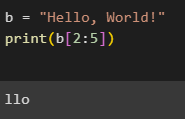 b = "Hello, World!"
print(b[2:5])
llo